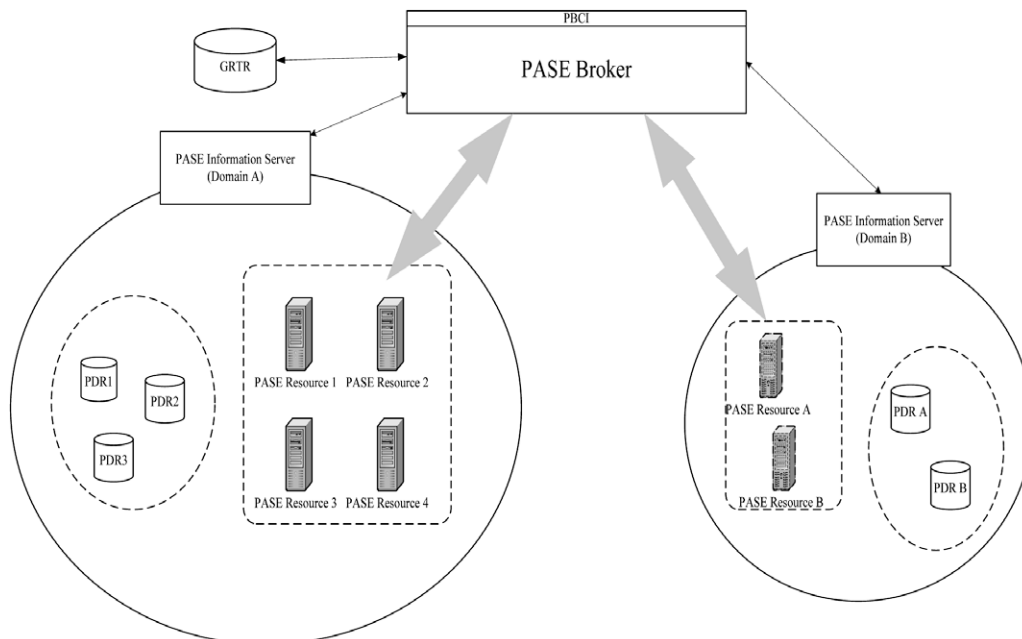 PBCI
PASE Broker
GRTR
PASE Information Server
(Domain A)
PASE Information Server
(Domain B)
PDR1
PDR2
PDR3
PASE Resource 1
PASE Resource 2
PASE Resource 3
PASE Resource 4
PASE Resource A
PASE Resource B
PDR A
PDR B